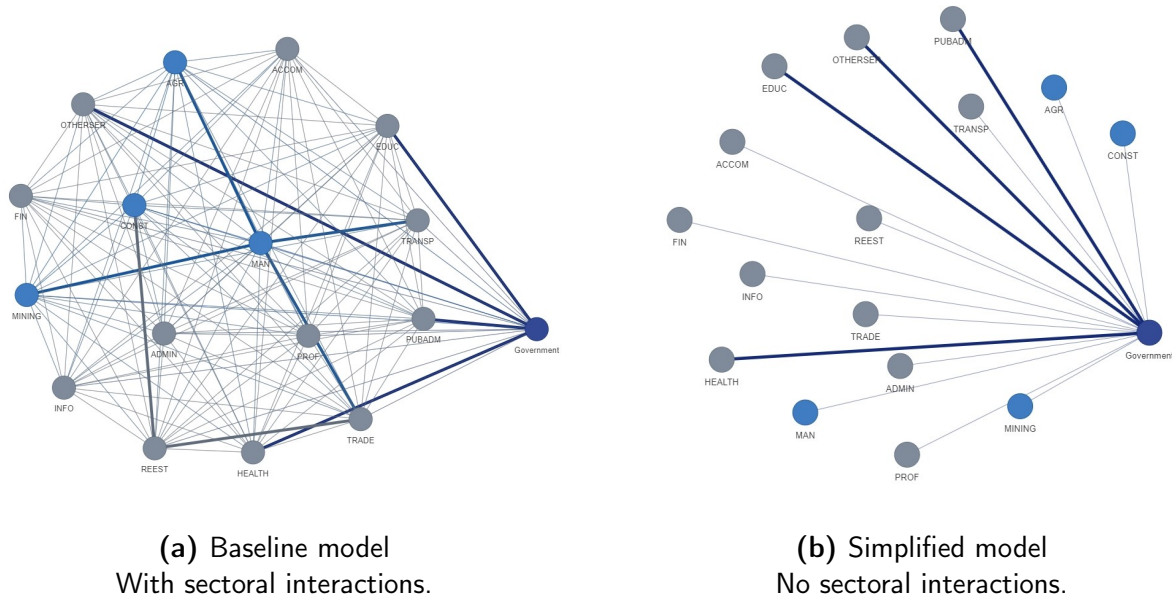 ACCOM
AGR
OTHERSER
EDUC
FIN
CONST
TRANSP
MAN
MINING
PUBADM
ADMIN
PROF
Government
INFO
TRADE
REEST
HEALTH
(a) Baseline model
With sectoral interactions.
PUBADM
OTHERSER
EDUC
AGR
TRANSP
CONST
ACCOM
REEST
FIN
INFO
TRADE
Government
HEALTH
ADMIN
MAN
MINING
PROF
(b) Simplified model
No sectoral interactions.